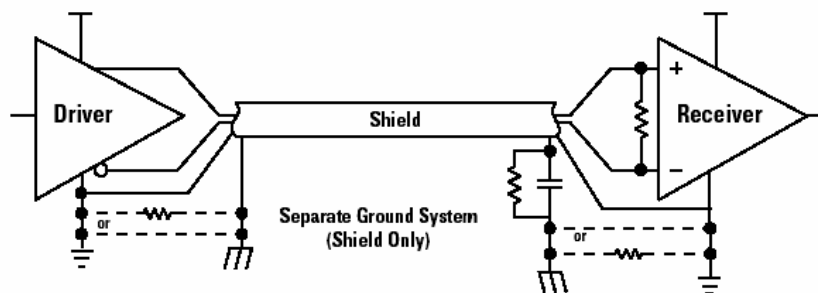 Driver
Shield
+
Receiver
−
or
Separate Ground System
(Shield Only)
or